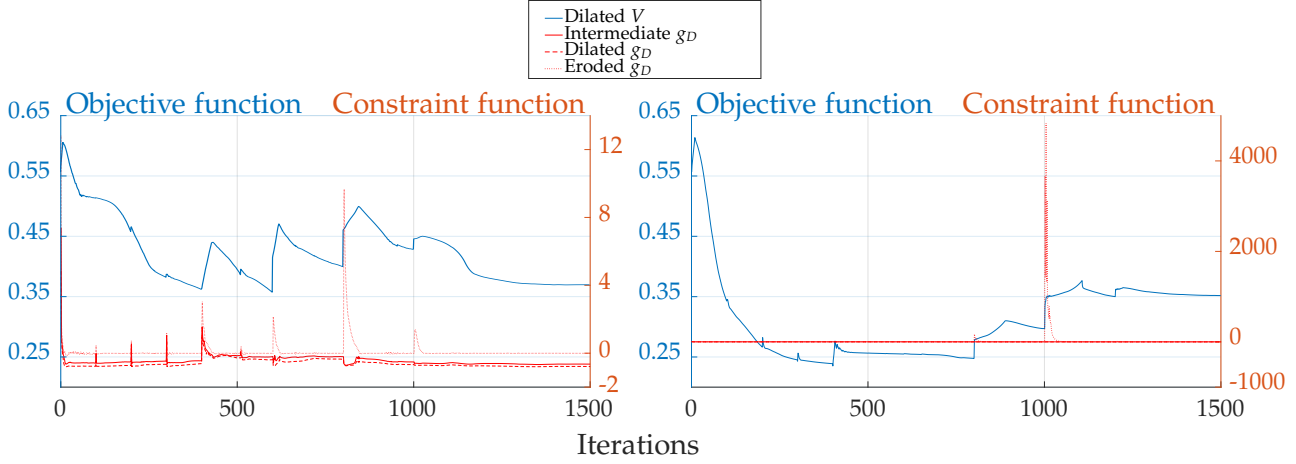 Dilated V
Intermediate g_D
Dilated g_D
Eroded g_D
Objective function Constraint function
0.65
0.55
0.45
0.35
0.25
12
8
4
0
-2
0 500 1000 1500
Objective function Constraint function
0.65
0.55
0.45
0.35
0.25
4000
2000
0
-1000
0 500 1000 1500
Iterations